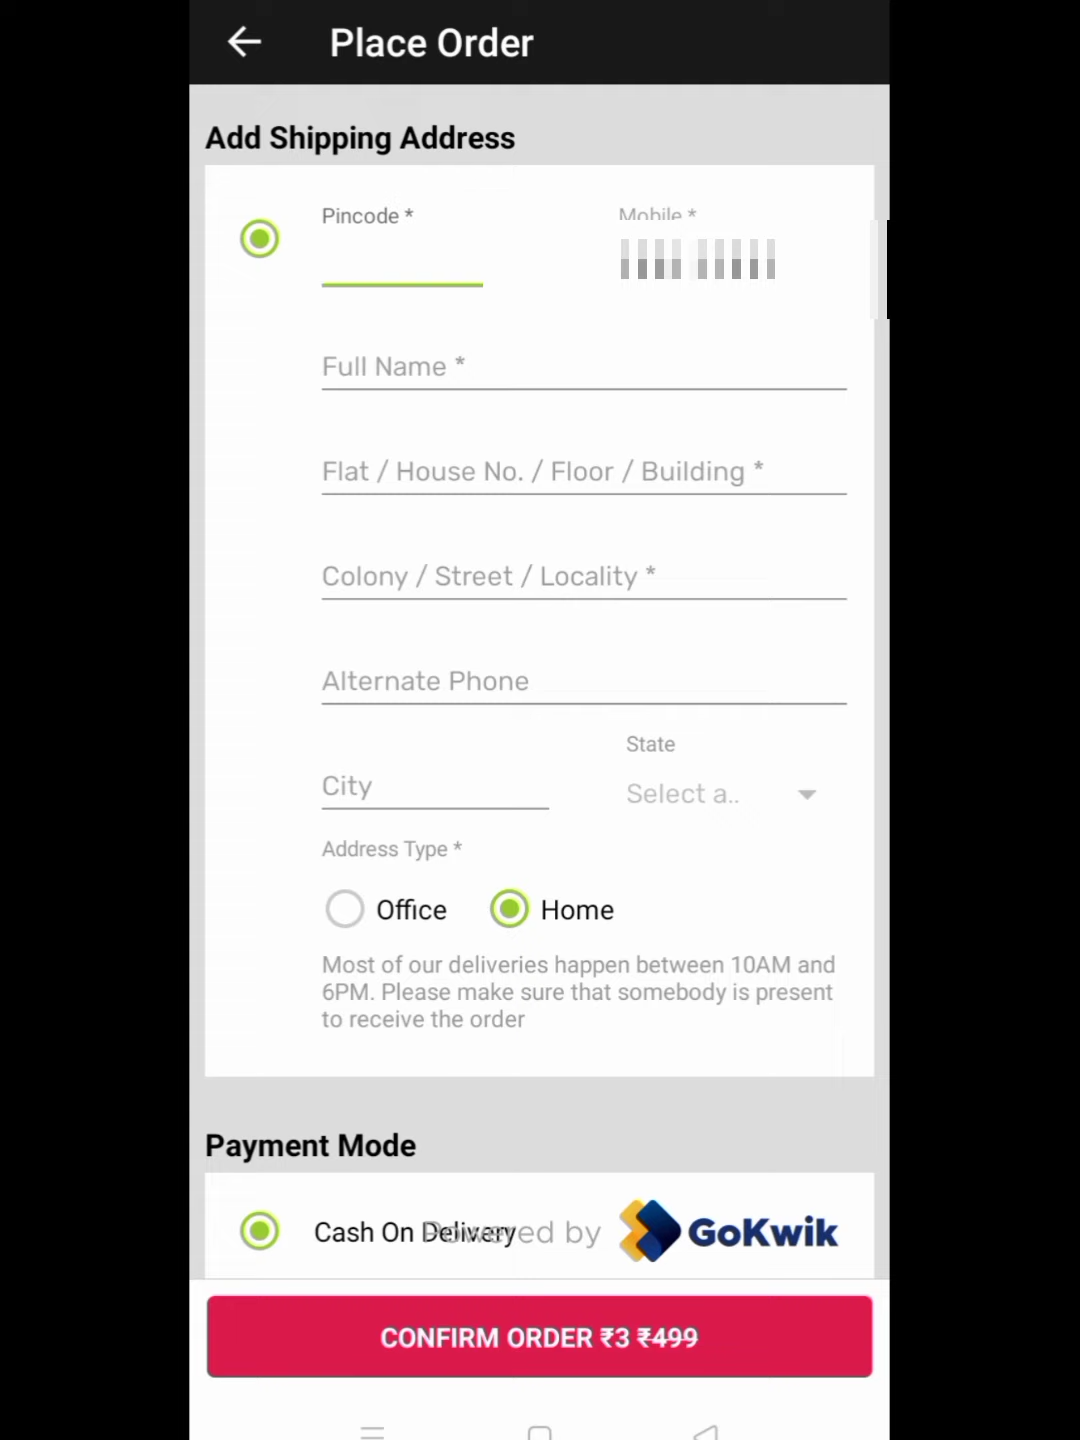 Place Order
Add Shipping Address
Pincode *
Mobile *
Full Name *
Flat / House No. / Floor / Building *
Colony / Street / Locality *
Alternate Phone
State
City
Select a..
Address Type *
Office
Home
Most of our deliveries happen between 10AM and
6PM. Please make sure that somebody is present
to receive the order
Payment Mode
Cash On Delivery
Powered by
GoKwik
CONFIRM ORDER ₹3 ₹499